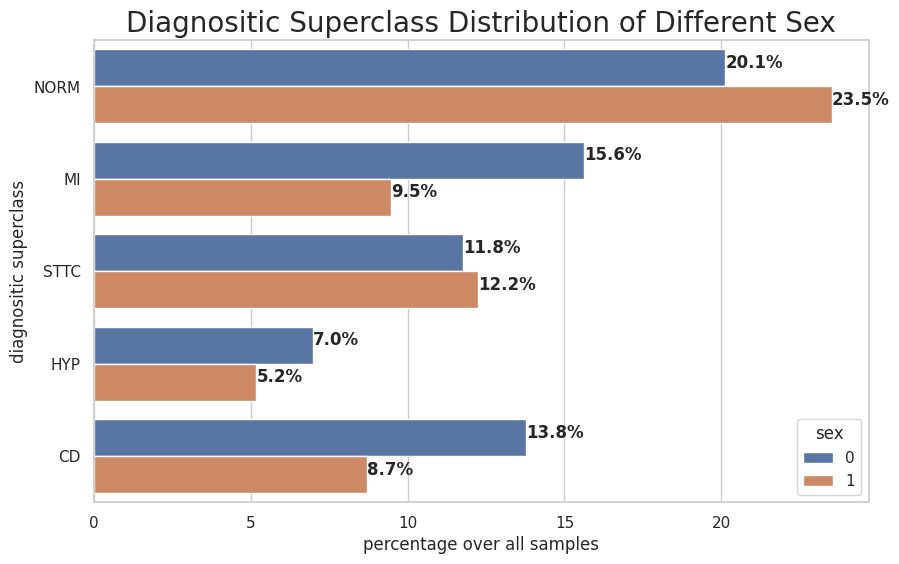 Diagnositic Superclass Distribution of Different Sex
diagnositic superclass
NORM
20.1%
23.5%
MI
15.6%
9.5%
STTC
11.8%
12.2%
HYP
7.0%
5.2%
CD
13.8%
8.7%
sex
0
1
0 5 10 15 20
percentage over all samples